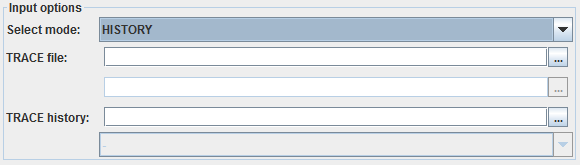 Input options
Select mode: HISTORY
TRACE file: ...
...
TRACE history: ...
-